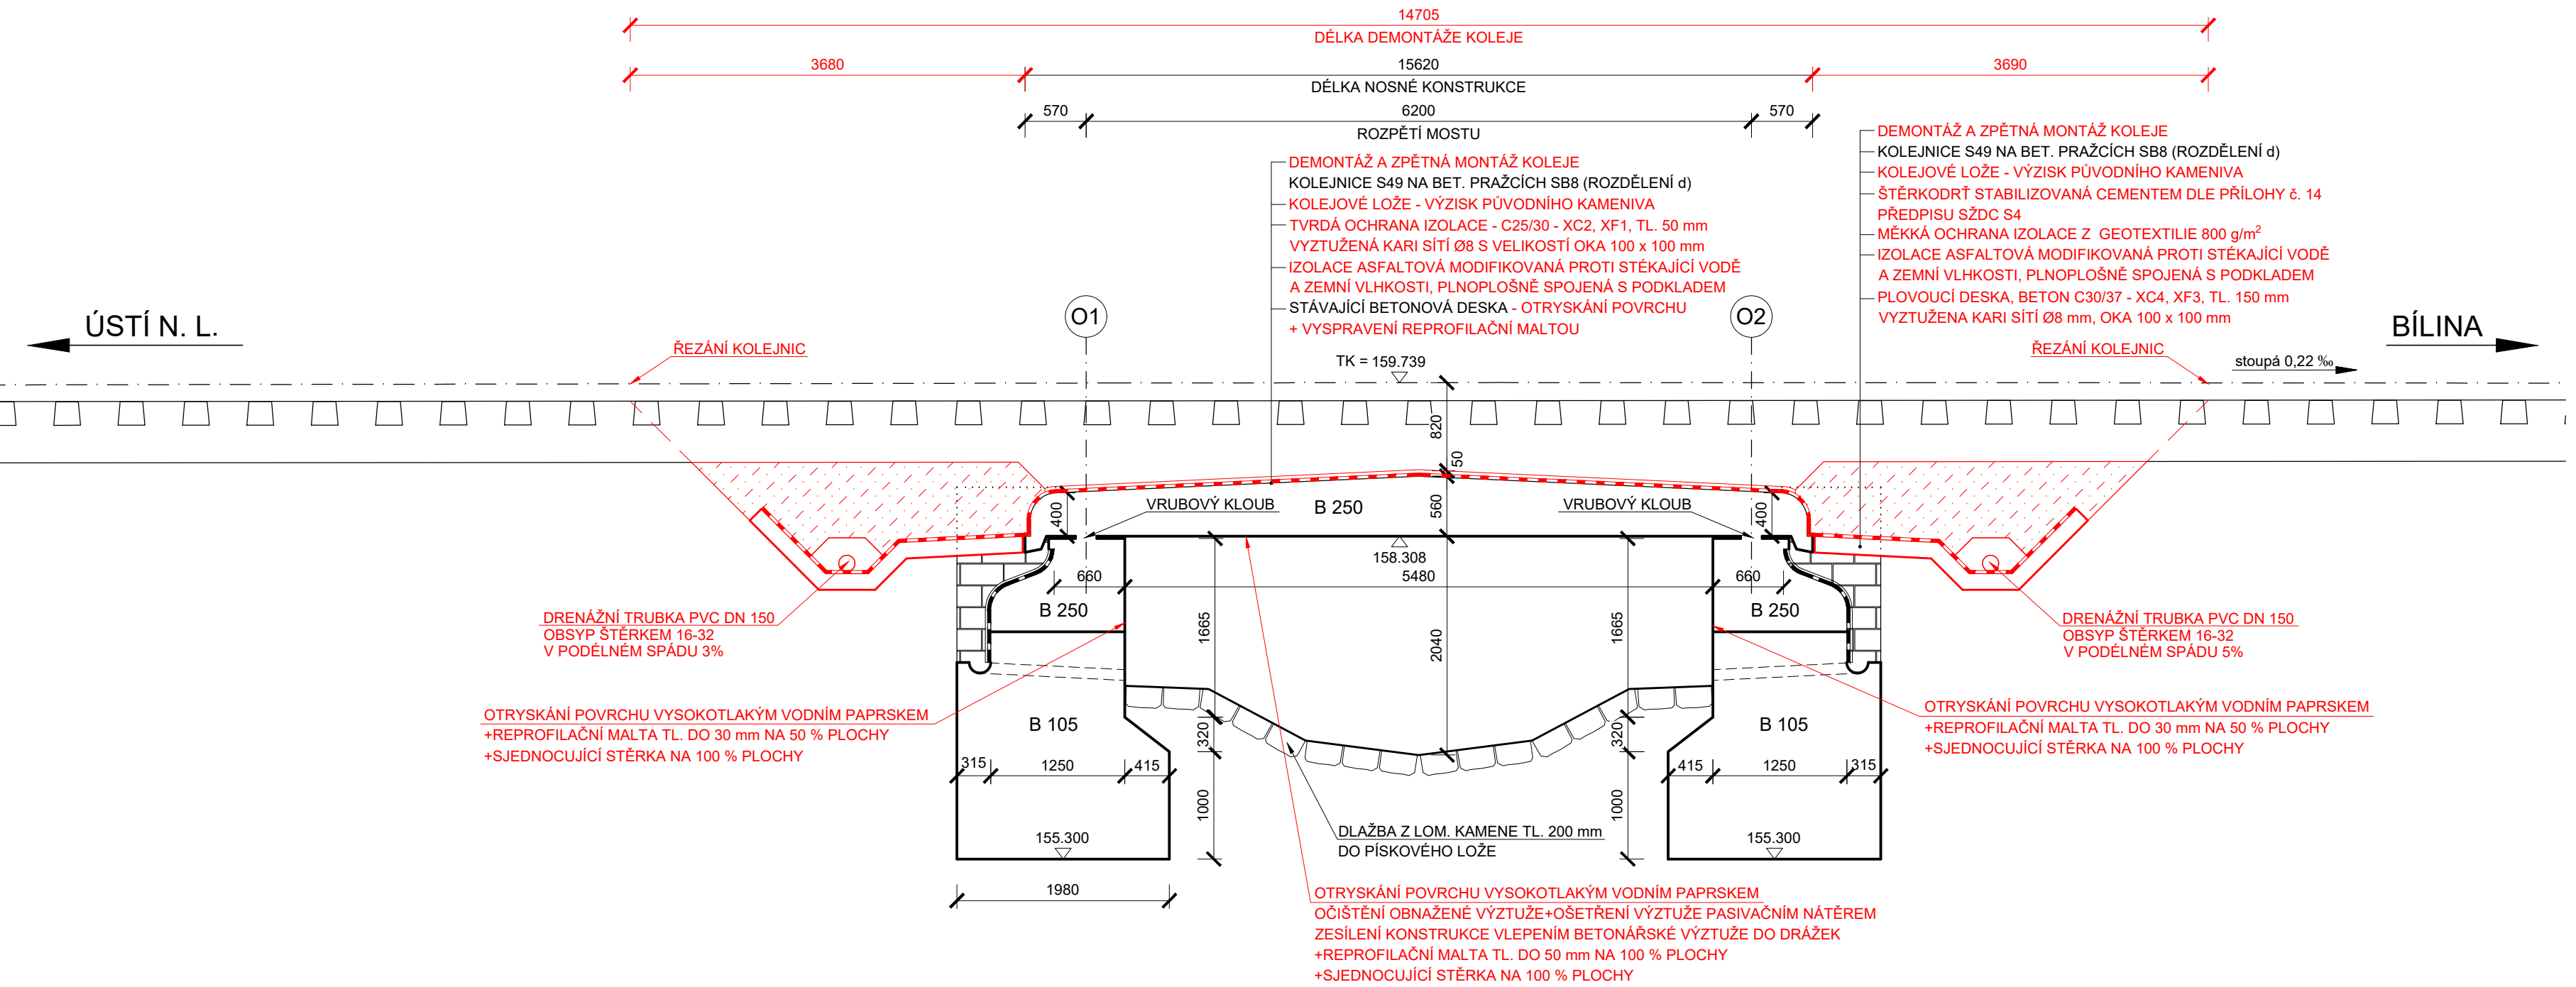 14705
DÉLKA DEMONTÁŽE KOLEJE
3680
15620
3690
DÉLKA NOSNÉ KONSTRUKCE
570
6200
570
ROZPĚTÍ MOSTU
DEMONTÁŽ A ZPĚTNÁ MONTÁŽ KOLEJE
KOLEJNICE S49 NA BET. PRAŽCÍCH SB8 (ROZDĚLENÍ d)
KOLEJOVÉ LOŽE - VÝZISK PŮVODNÍHO KAMENIVA
TVRDÁ OCHRANA IZOLACE - C25/30 - XC2, XF1, TL. 50 mm
VYZTUŽENÁ KARI SÍTÍ Ø8 S VELIKOSTÍ OKA 100 x 100 mm
IZOLACE ASFALTOVÁ MODIFIKOVANÁ PROTI STÉKAJÍCÍ VODĚ
A ZEMNÍ VLHKOSTI, PLNOPLOŠNĚ SPOJENÁ S PODKLADEM
STÁVAJÍCÍ BETONOVÁ DESKA - OTRYSKÁNÍ POVRCHU
+ VYSPRAVENÍ REPROFILAČNÍ MALTOU
DEMONTÁŽ A ZPĚTNÁ MONTÁŽ KOLEJE
KOLEJNICE S49 NA BET. PRAŽCÍCH SB8 (ROZDĚLENÍ d)
KOLEJOVÉ LOŽE - VÝZISK PŮVODNÍHO KAMENIVA
ŠTĚRKODRŤ STABILIZOVANÁ CEMENTEM DLE PŘÍLOHY č. 14
PŘEDPISU SŽDC S4
MĚKKÁ OCHRANA IZOLACE Z GEOTEXTILIE 800 g/m²
IZOLACE ASFALTOVÁ MODIFIKOVANÁ PROTI STÉKAJÍCÍ VODĚ
A ZEMNÍ VLHKOSTI, PLNOPLOŠNĚ SPOJENÁ S PODKLADEM
PLOVOUCÍ DESKA, BETON C30/37 - XC4, XF3, TL. 150 mm
VYZTUŽENA KARI SÍTÍ Ø8 mm, OKA 100 x 100 mm
O1
O2
ÚSTÍ N. L.
BÍLINA
ŘEZÁNÍ KOLEJNIC
ŘEZÁNÍ KOLEJNIC
TK = 159.739
stoupá 0,22 ‰
820
50
560
400
VRUBOVÝ KLOUB
B 250
VRUBOVÝ KLOUB
400
158.308
660
5480
660
B 250
B 250
1665
2040
1665
DRENÁŽNÍ TRUBKA PVC DN 150
OBSYP ŠTĚRKEM 16-32
V PODÉLNÉM SPÁDU 3%
DRENÁŽNÍ TRUBKA PVC DN 150
OBSYP ŠTĚRKEM 16-32
V PODÉLNÉM SPÁDU 5%
OTRYSKÁNÍ POVRCHU VYSOKOTLAKÝM VODNÍM PAPRSKEM
+REPROFILAČNÍ MALTA TL. DO 30 mm NA 50 % PLOCHY
+SJEDNOCUJÍCÍ STĚRKA NA 100 % PLOCHY
OTRYSKÁNÍ POVRCHU VYSOKOTLAKÝM VODNÍM PAPRSKEM
+REPROFILAČNÍ MALTA TL. DO 30 mm NA 50 % PLOCHY
+SJEDNOCUJÍCÍ STĚRKA NA 100 % PLOCHY
B 105
B 105
320
320
315
1250
415
415
1250
315
1000
1000
155.300
155.300
DLAŽBA Z LOM. KAMENE TL. 200 mm
DO PÍSKOVÉHO LOŽE
1980
OTRYSKÁNÍ POVRCHU VYSOKOTLAKÝM VODNÍM PAPRSKEM
OČIŠTĚNÍ OBNAŽENÉ VÝZTUŽE+OŠETŘENÍ VÝZTUŽE PASIVAČNÍM NÁTĚREM
ZESÍLENÍ KONSTRUKCE VLEPENÍM BETONÁŘSKÉ VÝZTUŽE DO DRÁŽEK
+REPROFILAČNÍ MALTA TL. DO 50 mm NA 100 % PLOCHY
+SJEDNOCUJÍCÍ STĚRKA NA 100 % PLOCHY